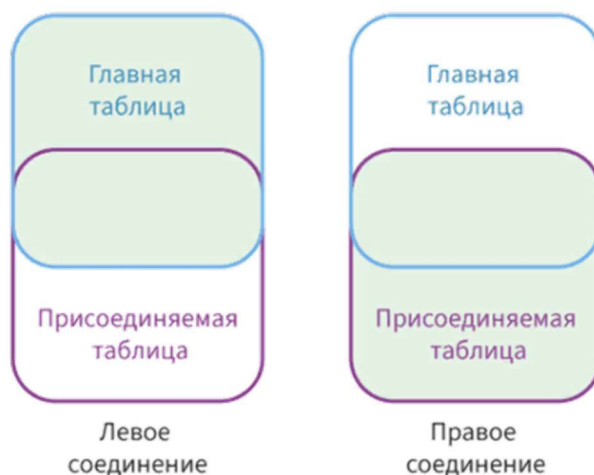 Главная
таблица
Присоединяемая
таблица
Левое
соединение
Главная
таблица
Присоединяемая
таблица
Правое
соединение